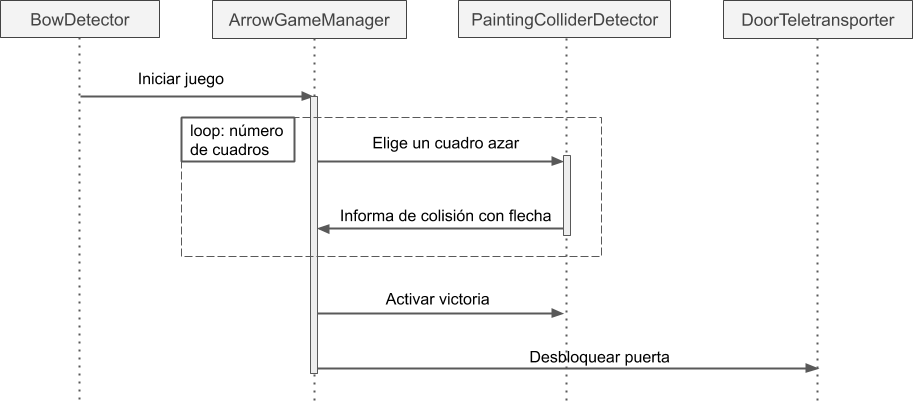 BowDetector
ArrowGameManager
PaintingColliderDetector
DoorTeletransporter
Iniciar juego
loop: número
de cuadros
Elige un cuadro azar
Informa de colisión con flecha
Activar victoria
Desbloquear puerta